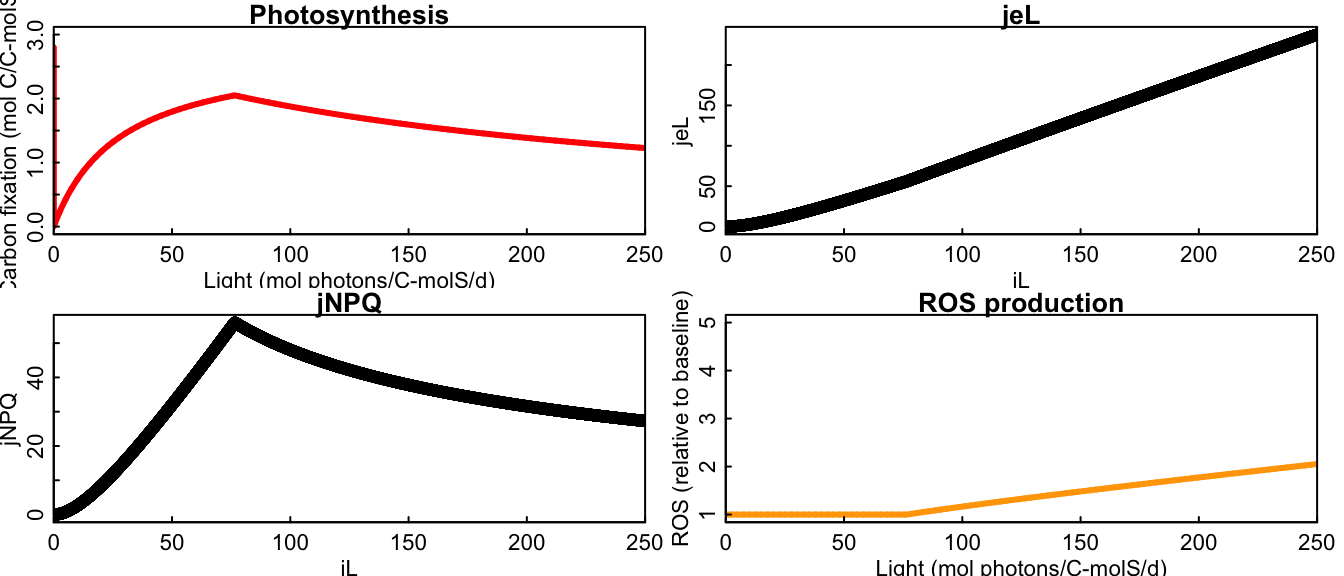 Photosynthesis
Carbon fixation (mol C/C-molS
0.0 1.0 2.0 3.0
0 50 100 150 200 250
Light (mol photons/C-molS/d)
jeL
jeL
0 50 150
0 50 100 150 200 250
iL
jNPQ
jNPQ
0 20 40
0 50 100 150 200 250
iL
ROS production
ROS (relative to baseline)
1 2 3 4 5
0 50 100 150 200 250
Light (mol photons/C-molS/d)